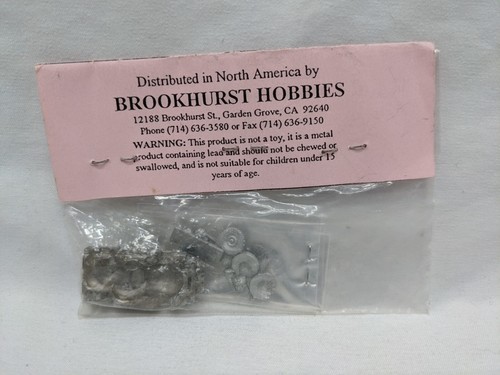 Distributed in North America by
BROOKHURST HOBBIES
12188 Brookhurst St., Garden Grove, CA 92640
Phone (714) 636-3580 or Fax (714) 636-9150
WARNING: This product is not a toy, it is a metal
product containing lead and should not be chewed or
swallowed, and is not suitable for children under 15
years of age.